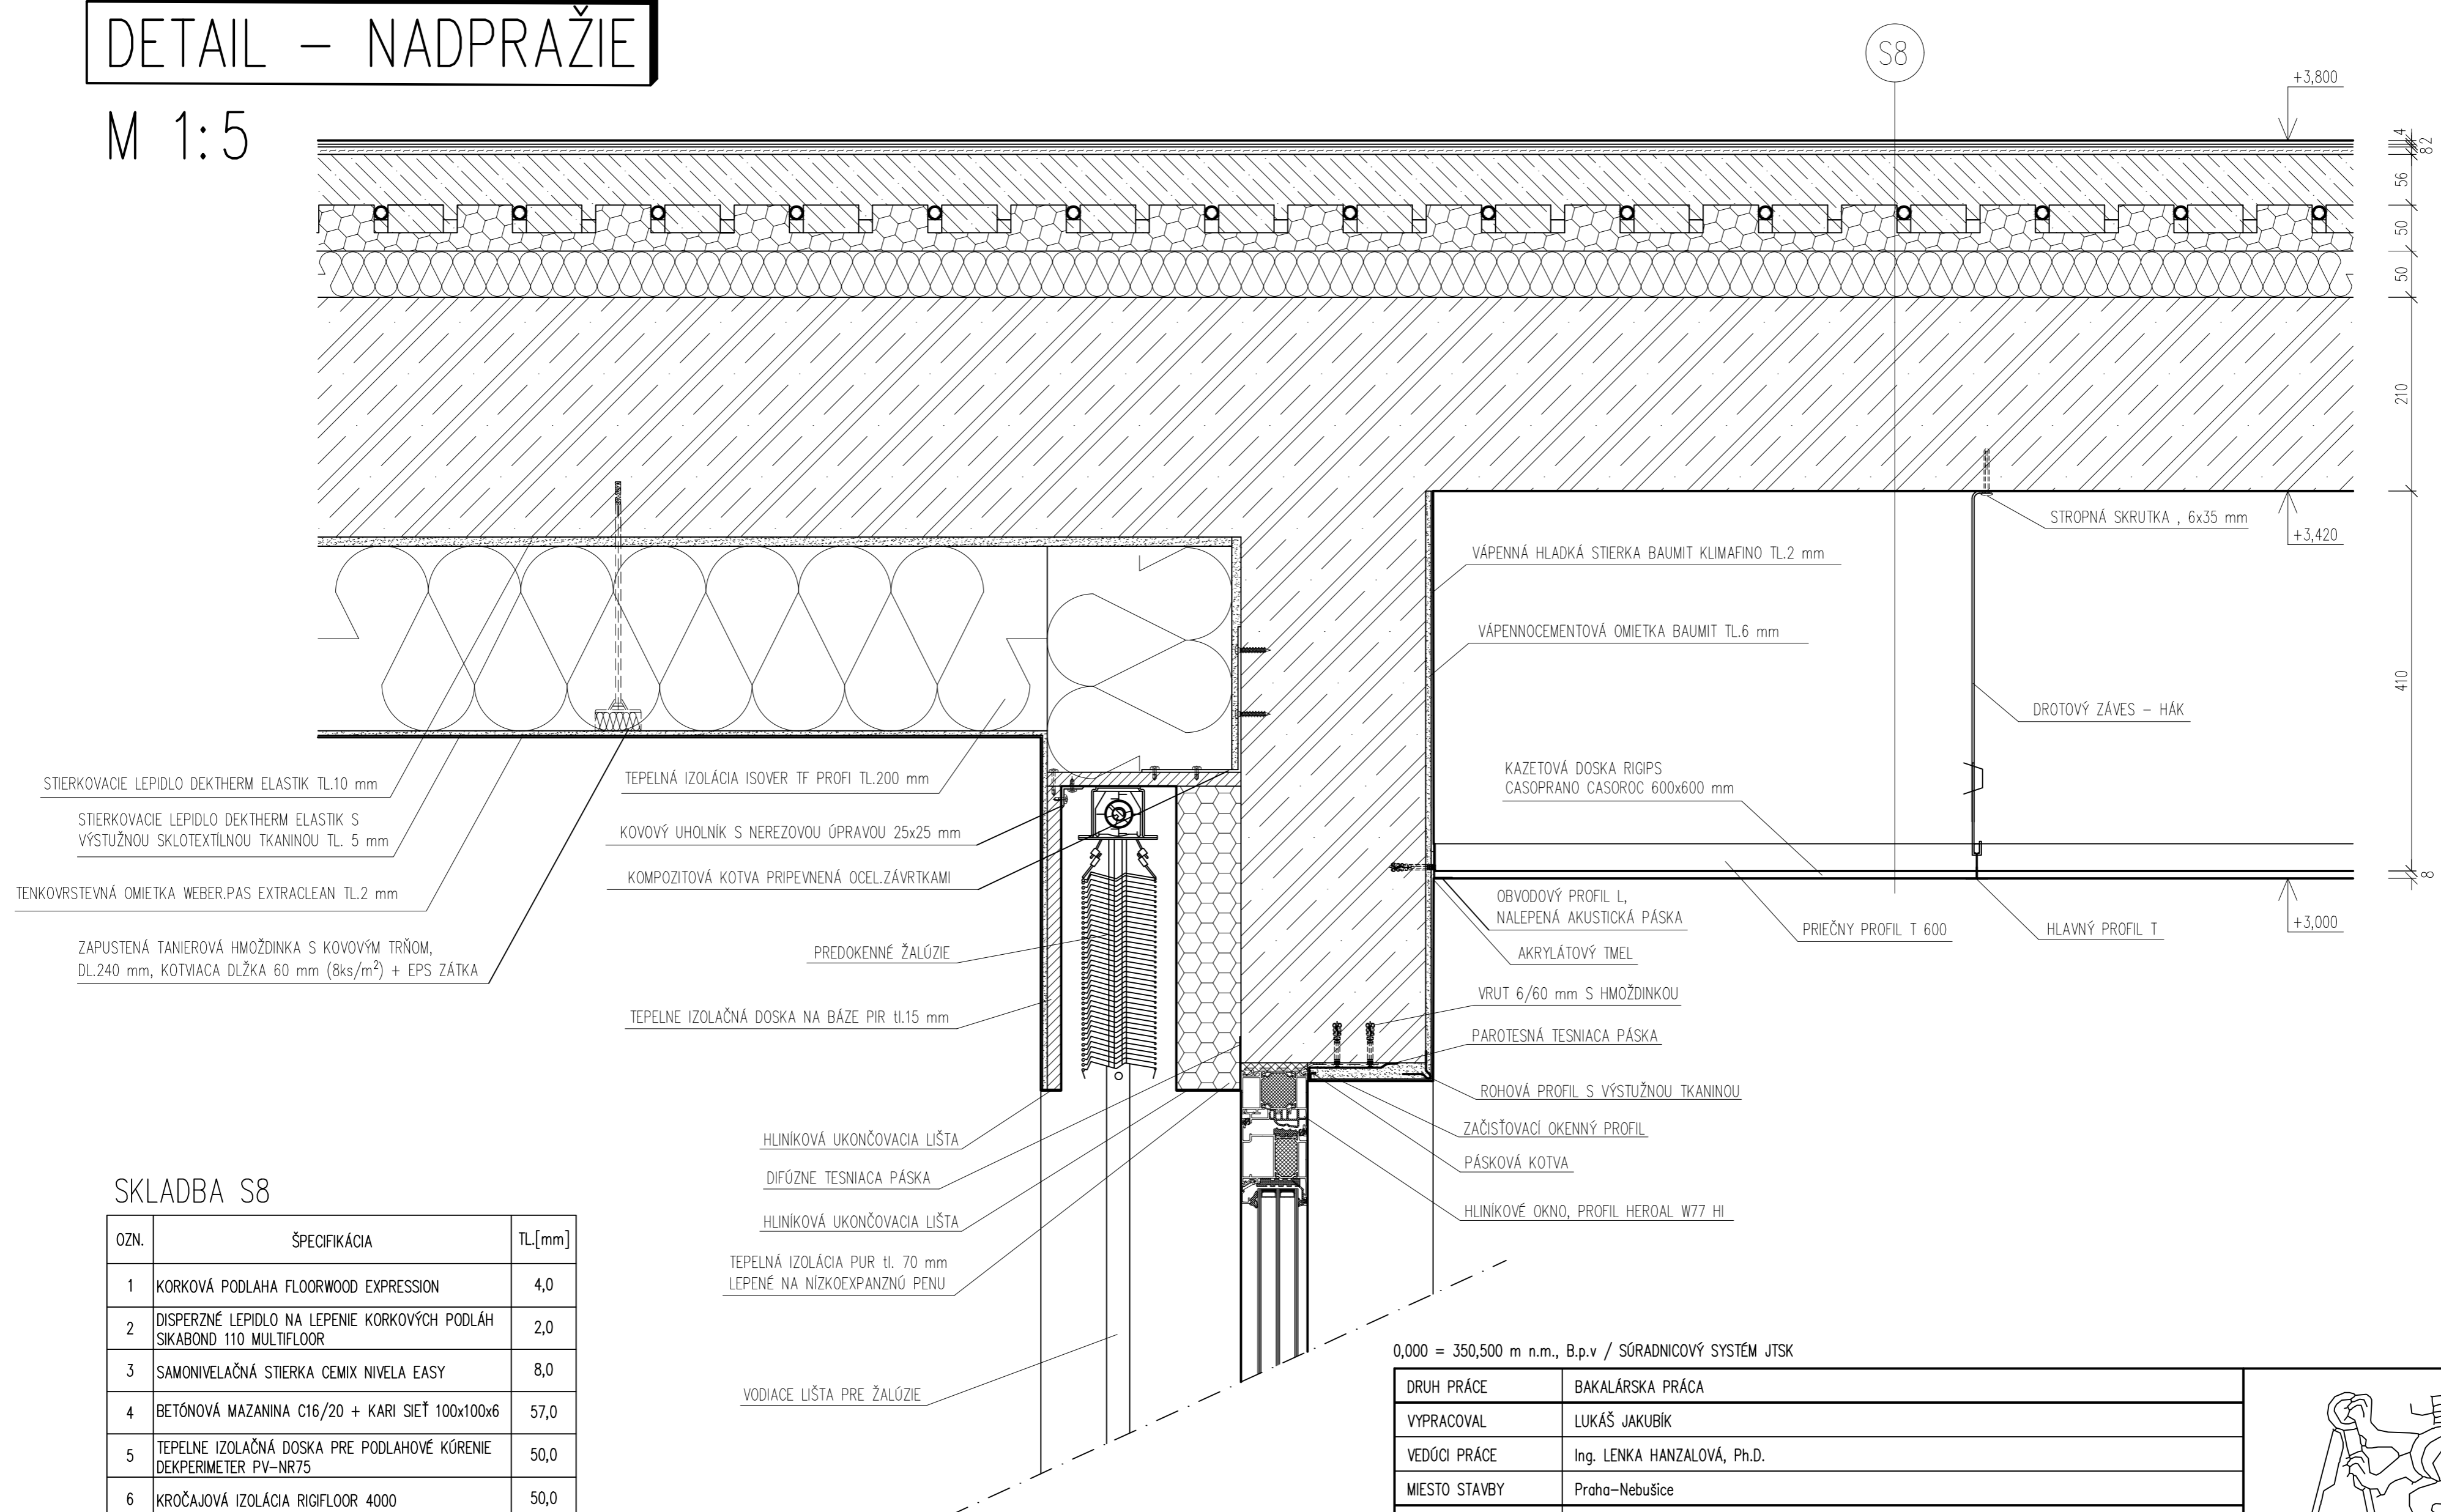 DETAIL – NADPRAŽIE
M 1:5
S8
+3,800
4
82
56
50
50
210
410
8
STROPNÁ SKRUTKA , 6x35 mm
+3,420
VÁPENNÁ HLADKÁ STIERKA BAUMIT KLIMAFINO TL.2 mm
VÁPENNOCEMENTOVÁ OMIETKA BAUMIT TL.6 mm
DROTOVÝ ZÁVES – HÁK
KAZETOVÁ DOSKA RIGIPS
CASOPRANO CASOROC 600x600 mm
OBVODOVÝ PROFIL L,
NALEPENÁ AKUSTICKÁ PÁSKA
PRIEČNY PROFIL T 600
HLAVNÝ PROFIL T
+3,000
AKRYLÁTOVÝ TMEL
VRUT 6/60 mm S HMOŽDINKOU
PAROTESNÁ TESNIACA PÁSKA
ROHOVÁ PROFIL S VÝSTUŽNOU TKANINOU
ZAČISŤOVACÍ OKENNÝ PROFIL
PÁSKOVÁ KOTVA
HLINÍKOVÉ OKNO, PROFIL HEROAL W77 HI
STIERKOVACIE LEPIDLO DEKTHERM ELASTIK TL.10 mm
STIERKOVACIE LEPIDLO DEKTHERM ELASTIK S
VÝSTUŽNOU SKLOTEXTÍLNOU TKANINOU TL. 5 mm
TENKOVRSTEVNÁ OMIETKA WEBER.PAS EXTRACLEAN TL.2 mm
ZAPUSTENÁ TANIEROVÁ HMOŽDINKA S KOVOVÝM TRŇOM,
DL.240 mm, KOTVIACA DLŽKA 60 mm (8ks/m²) + EPS ZÁTKA
TEPELNÁ IZOLÁCIA ISOVER TF PROFI TL.200 mm
KOVOVÝ UHOLNÍK S NEREZOVOU ÚPRAVOU 25x25 mm
KOMPOZITOVÁ KOTVA PRIPEVNENÁ OCEL.ZÁVRTKAMI
PREDOKENNÉ ŽALÚZIE
TEPELNE IZOLAČNÁ DOSKA NA BÁZE PIR tl.15 mm
HLINÍKOVÁ UKONČOVACIA LIŠTA
DIFÚZNE TESNIACA PÁSKA
HLINÍKOVÁ UKONČOVACIA LIŠTA
TEPELNÁ IZOLÁCIA PUR tl. 70 mm
LEPENÉ NA NÍZKOEXPANZNÚ PENU
VODIACE LIŠTA PRE ŽALÚZIE
SKLADBA S8
OZN. ŠPECIFIKÁCIA TL.[mm]
1 KORKOVÁ PODLAHA FLOORWOOD EXPRESSION 4,0
2 DISPERZNÉ LEPIDLO NA LEPENIE KORKOVÝCH PODLÁH
SIKABOND 110 MULTIFLOOR 2,0
3 SAMONIVELAČNÁ STIERKA CEMIX NIVELA EASY 8,0
4 BETÓNOVÁ MAZANINA C16/20 + KARI SIEŤ 100x100x6 57,0
5 TEPELNE IZOLAČNÁ DOSKA PRE PODLAHOVÉ KÚRENIE
DEKPERIMETER PV–NR75 50,0
6 KROČAJOVÁ IZOLÁCIA RIGIFLOOR 4000 50,0
0,000 = 350,500 m n.m., B.p.v / SÚRADNICOVÝ SYSTÉM JTSK
DRUH PRÁCE BAKALÁRSKA PRÁCA
VYPRACOVAL LUKÁŠ JAKUBÍK
VEDÚCI PRÁCE Ing. LENKA HANZALOVÁ, Ph.D.
MIESTO STAVBY Praha–Nebušice